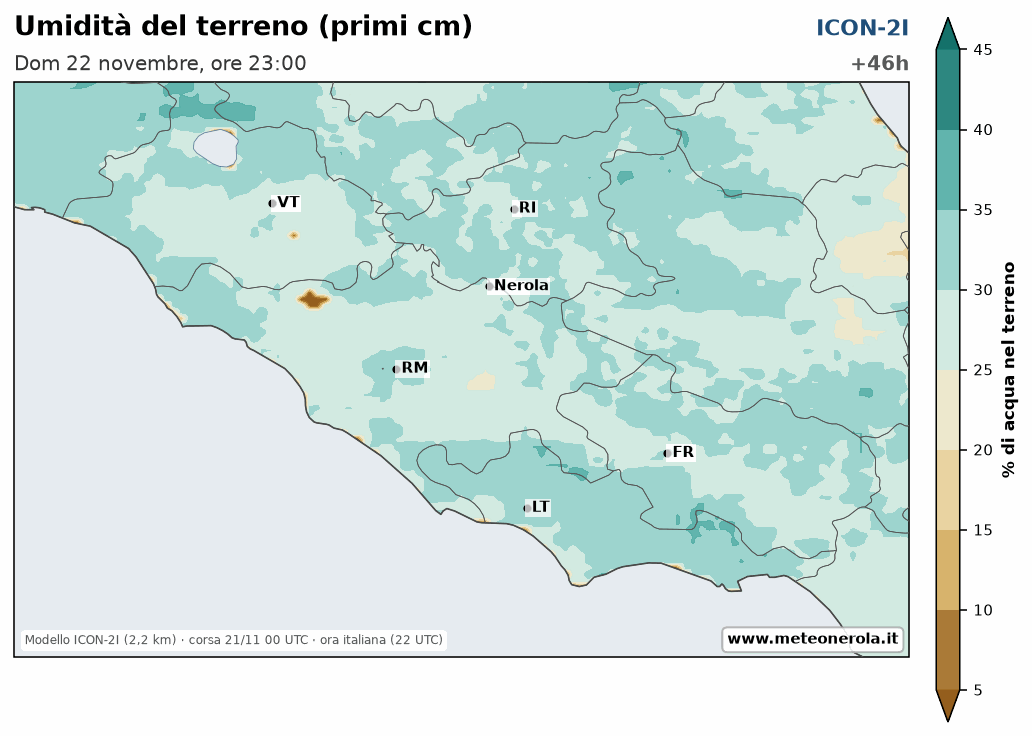 Umidità del terreno (primi cm)
ICON-2I
Dom 22 novembre, ore 23:00
+46h
VT
RI
Nerola
RM
FR
LT
Modello ICON-2I (2,2 km) · corsa 21/11 00 UTC · ora italiana (22 UTC)
www.meteonerola.it
45
40
35
30
25
20
15
10
5
% di acqua nel terreno